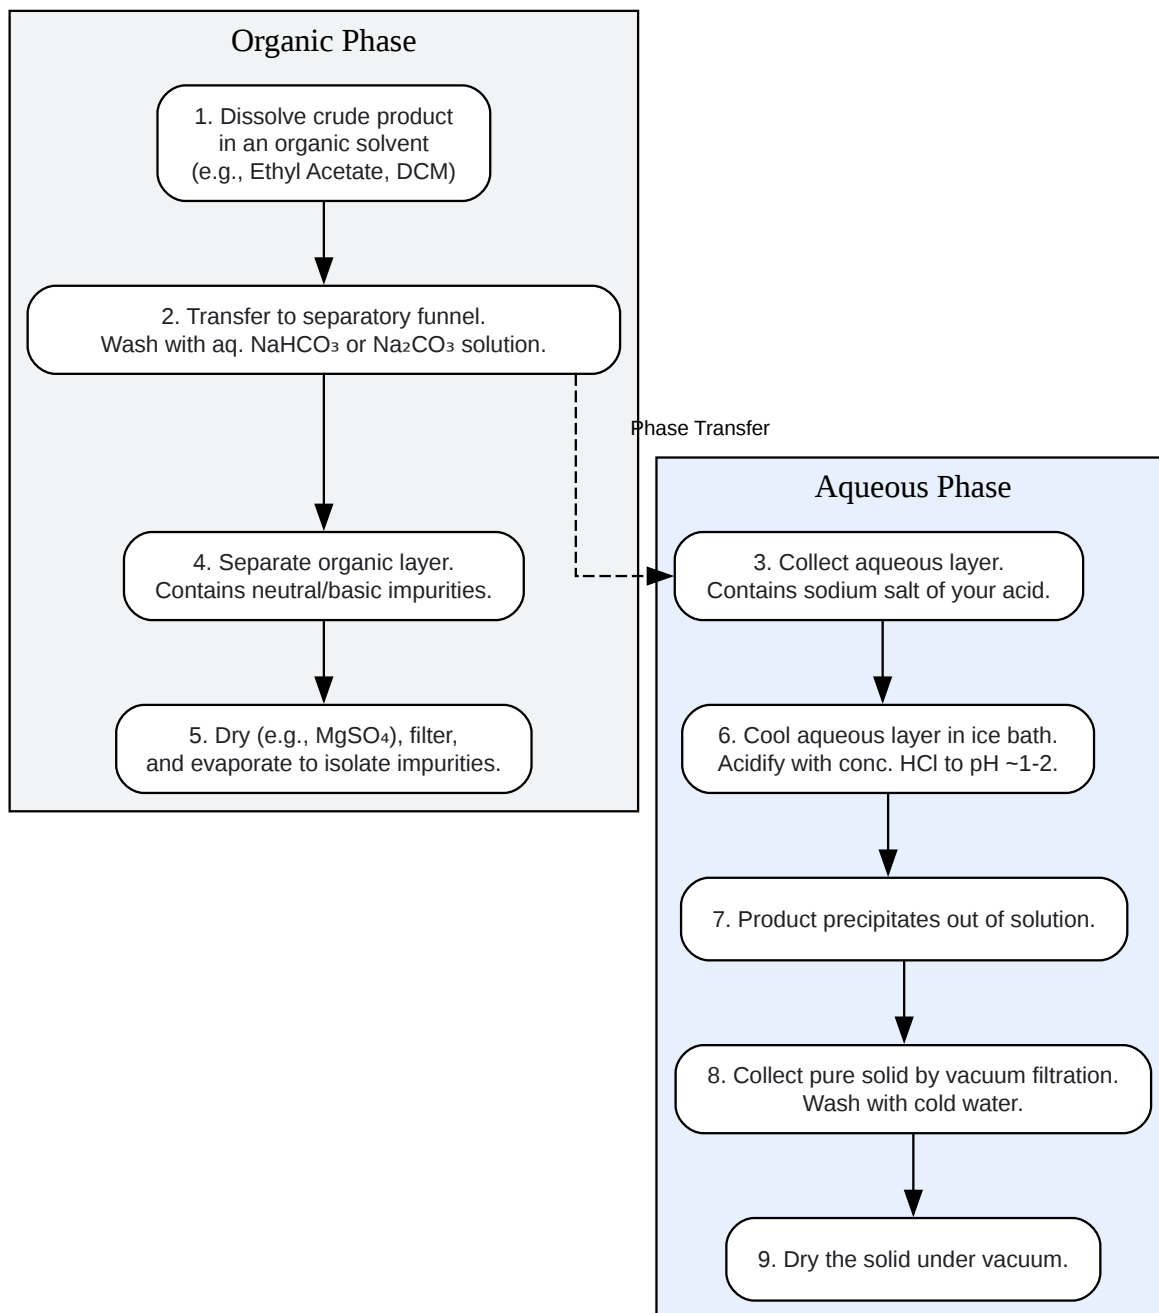 Organic Phase
1. Dissolve crude product
in an organic solvent
(e.g., Ethyl Acetate, DCM)
2. Transfer to separatory funnel.
Wash with aq. NaHCO₃ or Na₂CO₃ solution.
Phase Transfer
4. Separate organic layer.
Contains neutral/basic impurities.
5. Dry (e.g., MgSO₄), filter,
and evaporate to isolate impurities.
Aqueous Phase
3. Collect aqueous layer.
Contains sodium salt of your acid.
6. Cool aqueous layer in ice bath.
Acidify with conc. HCl to pH ~1-2.
7. Product precipitates out of solution.
8. Collect pure solid by vacuum filtration.
Wash with cold water.
9. Dry the solid under vacuum.